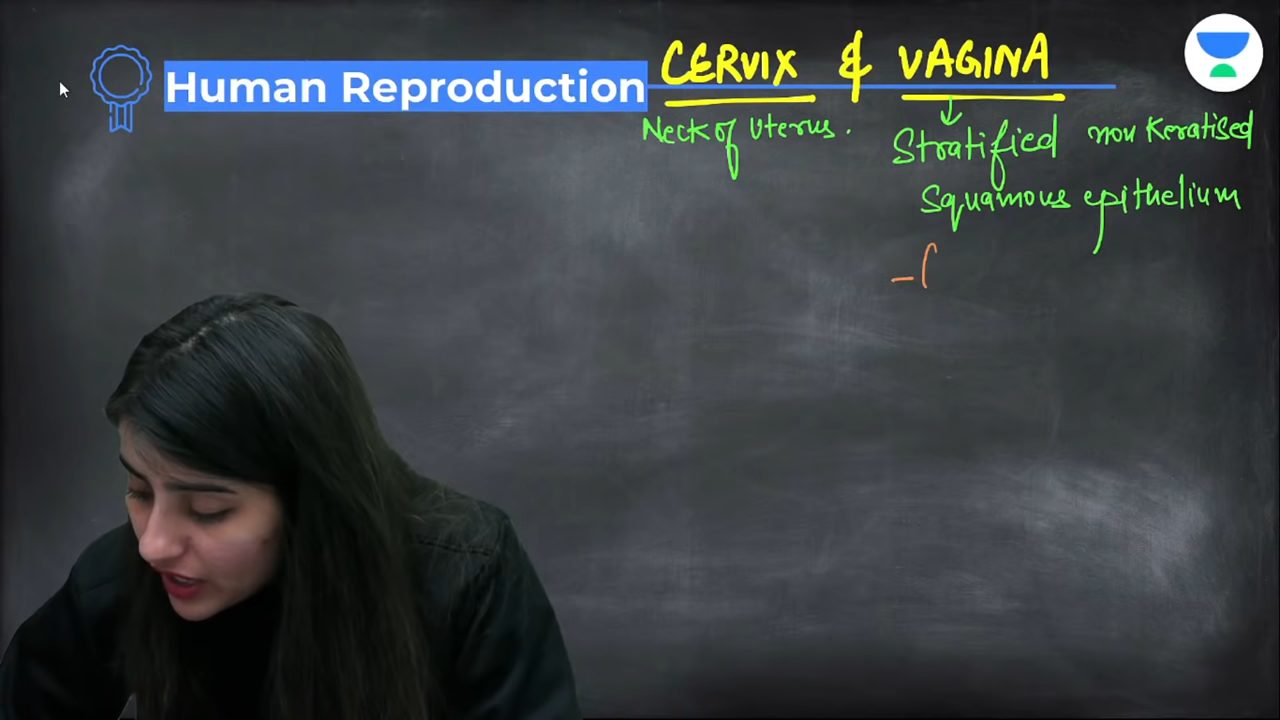 Human Reproduction
CERVIX & VAGINA
Neck of Uterus.
Stratified non Keratised
Squamous epithelium